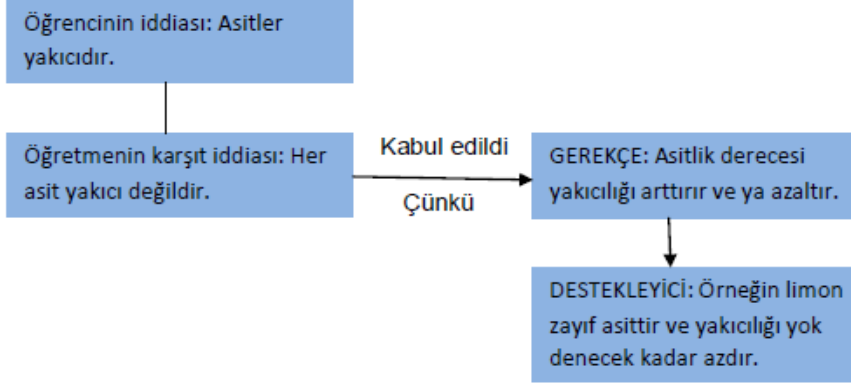 Öğrencinin iddiası: Asitler
yakıcıdır.
Öğretmenin karşıt iddiası: Her
asit yakıcı değildir.
Kabul edildi
Çünkü
GEREKÇE: Asitlik derecesi
yakıcılığı arttırır ve ya azaltır.
DESTEKLEYİCİ: Örneğin limon
zayıf asittir ve yakıcılığı yok
denecek kadar azdır.